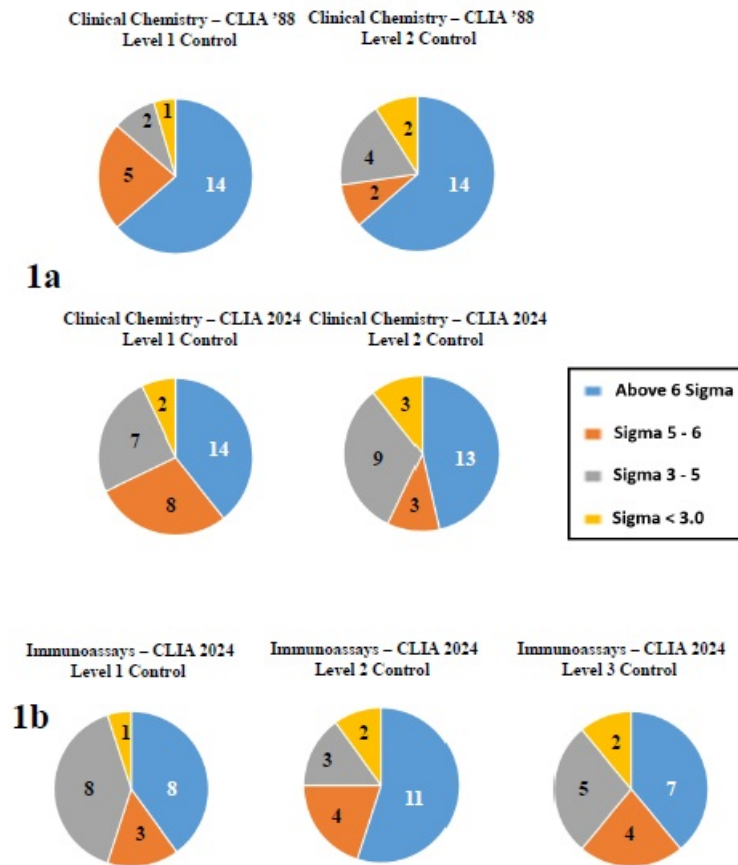 Clinical Chemistry – CLIA ’88
Level 1 Control
Clinical Chemistry – CLIA ’88
Level 2 Control
1
2
5
14
2
4
2
14
1a
Clinical Chemistry – CLIA 2024
Level 1 Control
Clinical Chemistry – CLIA 2024
Level 2 Control
2
7
14
8
3
9
13
3
Above 6 Sigma
Sigma 5 - 6
Sigma 3 - 5
Sigma < 3.0
Immunoassays – CLIA 2024
Level 1 Control
Immunoassays – CLIA 2024
Level 2 Control
Immunoassays – CLIA 2024
Level 3 Control
1b
1
8
8
3
2
3
11
4
2
5
7
4